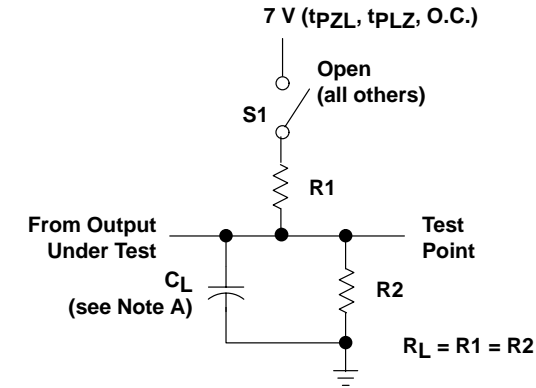 7 V (tPZL, tPLZ, O.C.)
Open
(all others)
S1
R1
From Output
Under Test
Test
Point
CL
(see Note A)
R2
RL = R1 = R2